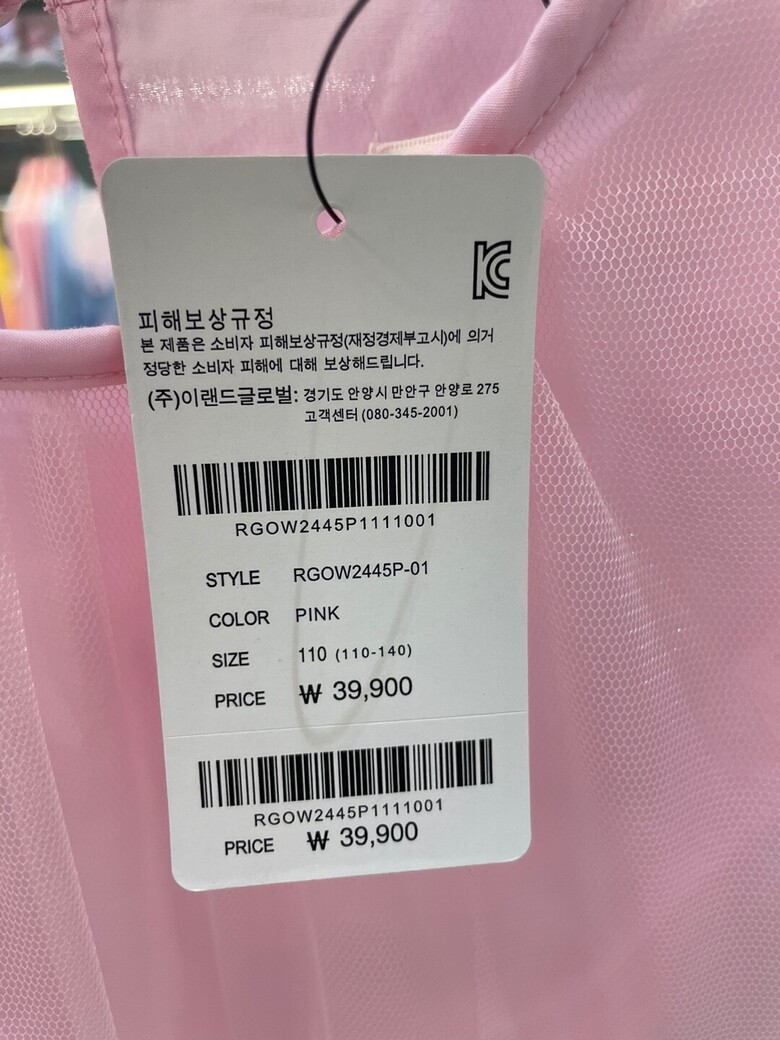 KC
피해보상규정
본 제품은 소비자 피해보상규정(재정경제부고시)에 의거
정당한 소비자 피해에 대해 보상해드립니다.
(주)이랜드글로벌: 경기도 안양시 만안구 안양로 275
고객센터 (080-345-2001)
RGOW2445P1111001
STYLE RGOW2445P-01
COLOR PINK
SIZE 110 (110-140)
PRICE ₩ 39,900
RGOW2445P1111001
PRICE ₩ 39,900